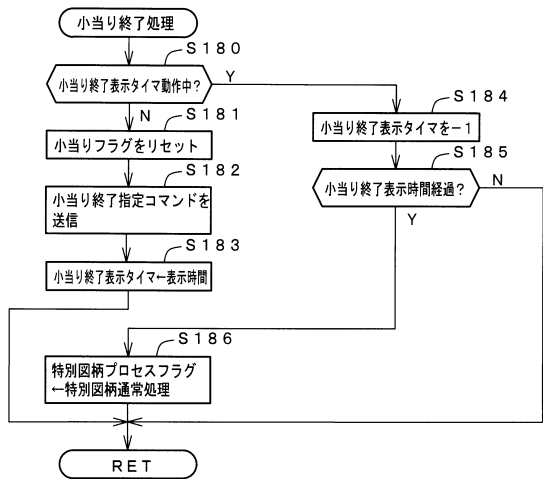 小当り終了処理
S180
小当り終了表示タイマ動作中?
Y
N
S181
小当りフラグをリセット
S182
小当り終了指定コマンドを
送信
S183
小当り終了表示タイマ←表示時間
S184
小当り終了表示タイマを−1
S185
小当り終了表示時間経過?
N
Y
S186
特別図柄プロセスフラグ
←特別図柄通常処理
RET